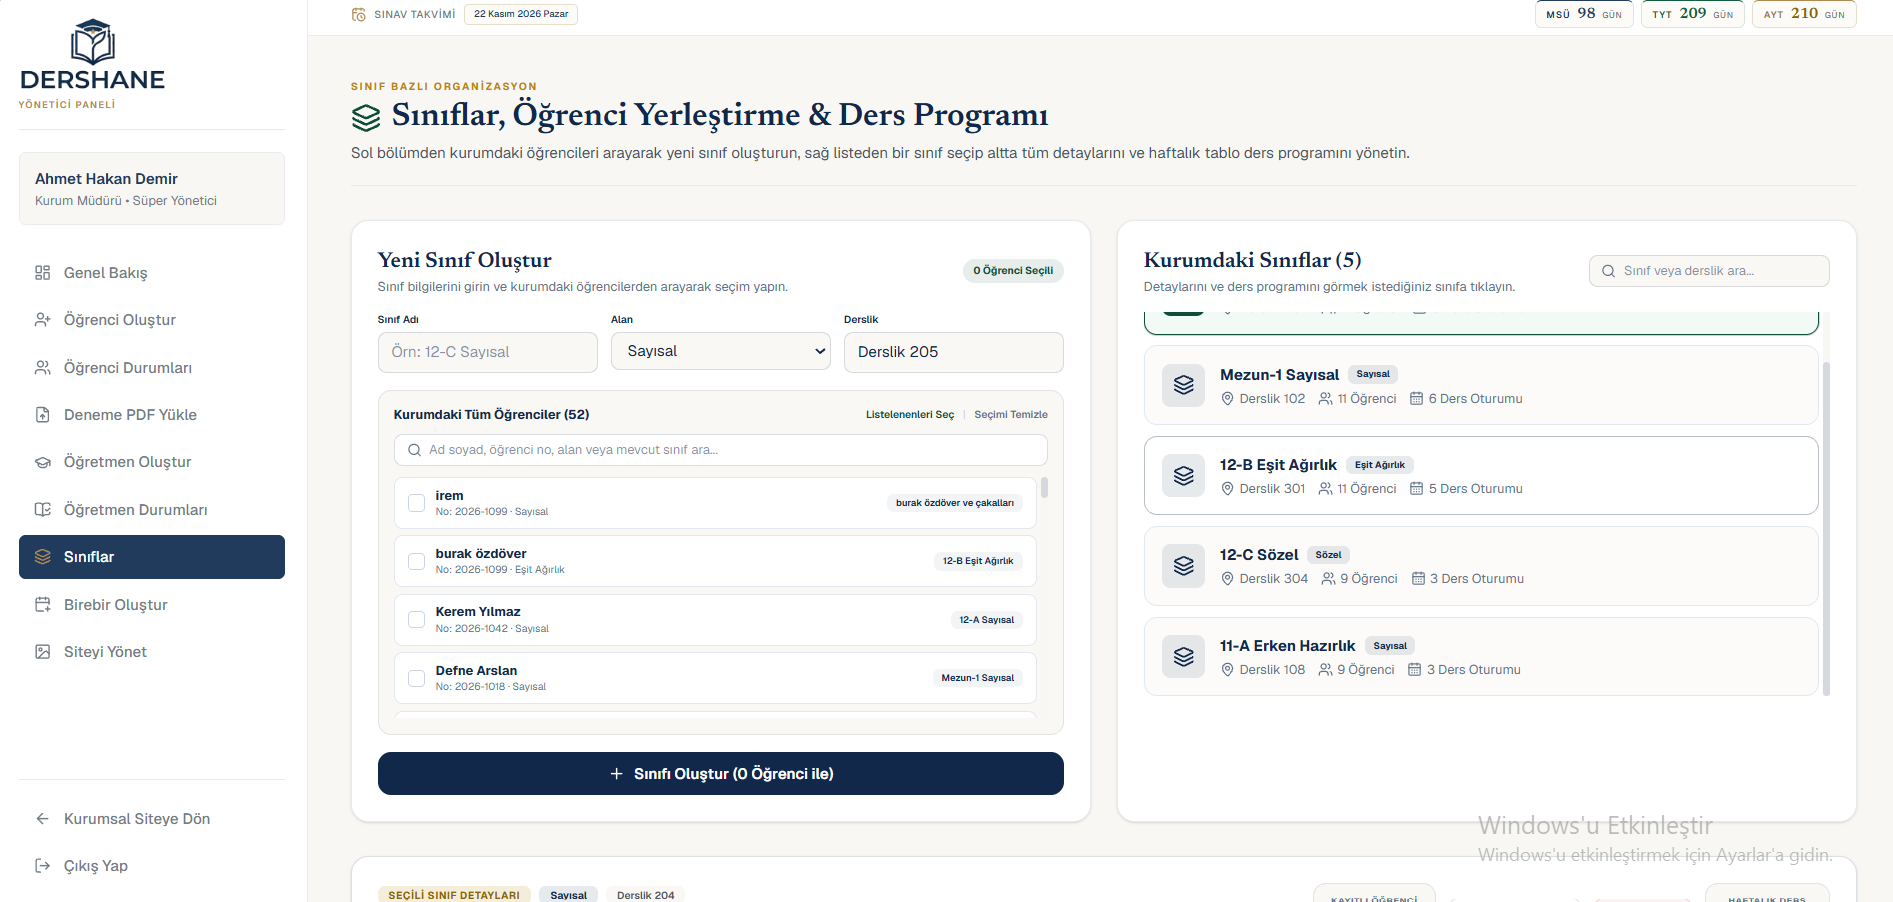 DERSHANE
YÖNETİCİ PANELİ
Ahmet Hakan Demir
Kurum Müdürü • Süper Yönetici
Genel Bakış
Öğrenci Oluştur
Öğrenci Durumları
Deneme PDF Yükle
Öğretmen Oluştur
Öğretmen Durumları
Sınıflar
Birebir Oluştur
Siteyi Yönet
Kurumsal Siteye Dön
Çıkış Yap
SINAV TAKVİMİ 22 Kasım 2026 Pazar
MSÜ 98 GÜN TYT 209 GÜN AYT 210 GÜN
SINIF BAZLI ORGANİZASYON
Sınıflar, Öğrenci Yerleştirme & Ders Programı
Sol bölümden kurumdaki öğrencileri arayarak yeni sınıf oluşturun, sağ listeden bir sınıf seçip altta tüm detaylarını ve haftalık tablo ders programını yönetin.
Yeni Sınıf Oluştur
Sınıf bilgilerini girin ve kurumdaki öğrencilerden arayarak seçim yapın.
0 Öğrenci Seçili
Sınıf Adı Alan Derslik
Örn: 12-C Sayısal Sayısal Derslik 205
Kurumdaki Tüm Öğrenciler (52) Listelenenleri Seç | Seçimi Temizle
Ad soyad, öğrenci no, alan veya mevcut sınıf ara...
irem
No: 2026-1099 · Sayısal
burak özdöver ve çakalları
burak özdöver
No: 2026-1099 · Eşit Ağırlık
12-B Eşit Ağırlık
Kerem Yılmaz
No: 2026-1042 · Sayısal
12-A Sayısal
Defne Arslan
No: 2026-1018 · Sayısal
Mezun-1 Sayısal
+ Sınıfı Oluştur (0 Öğrenci ile)
Kurumdaki Sınıflar (5)
Detaylarını ve ders programını görmek istediğiniz sınıfa tıklayın.
Sınıf veya derslik ara...
Mezun-1 Sayısal Sayısal
Derslik 102 11 Öğrenci 6 Ders Oturumu
12-B Eşit Ağırlık Eşit Ağırlık
Derslik 301 11 Öğrenci 5 Ders Oturumu
12-C Sözel Sözel
Derslik 304 9 Öğrenci 3 Ders Oturumu
11-A Erken Hazırlık Sayısal
Derslik 108 9 Öğrenci 3 Ders Oturumu
Windows'u Etkinleştir
Windows'u etkinleştirmek için Ayarlar'a gidin.
SEÇİLİ SINIF DETAYLARI Sayısal Derslik 204
KAYITLI ÖĞRENCİ HAFTALIK DERS